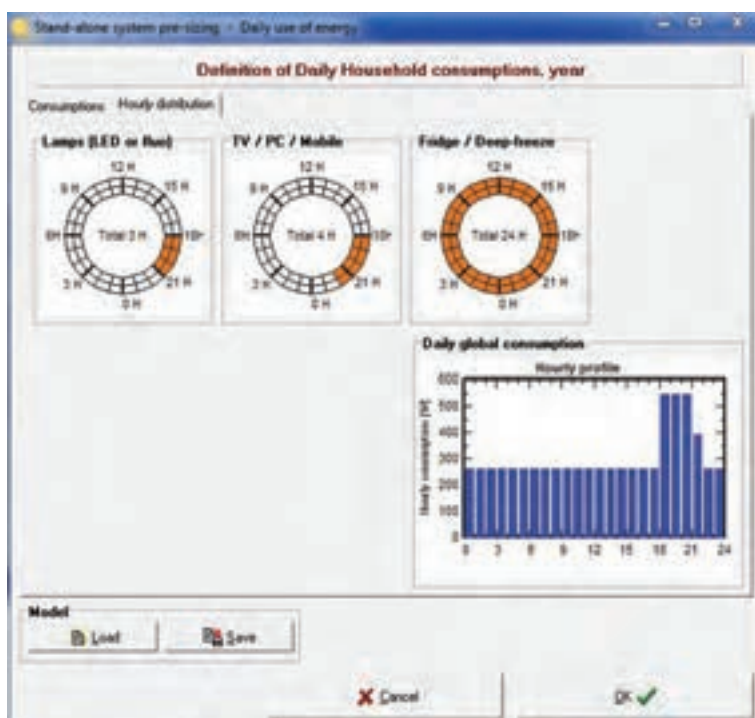 Stand-alone system pre-sizing - Daily use of energy
Definition of Daily Household consumptions, year
Consumptions Hourly distribution
Lamps (LED or fluo)
12 H
9 H 15 H
6H Total 3 H 18H
3 H 21 H
0 H
TV / PC / Mobile
12 H
9 H 15 H
6H Total 4 H 18H
3 H 21 H
0 H
Fridge / Deep-freeze
12 H
9 H 15 H
6H Total 24 H 18H
3 H 21 H
0 H
Daily global consumption
Hourly profile
Hourly consumption [W]
600
500
400
300
200
100
0
0 3 6 9 12 15 18 21 24
Model
Load Save
Cancel OK